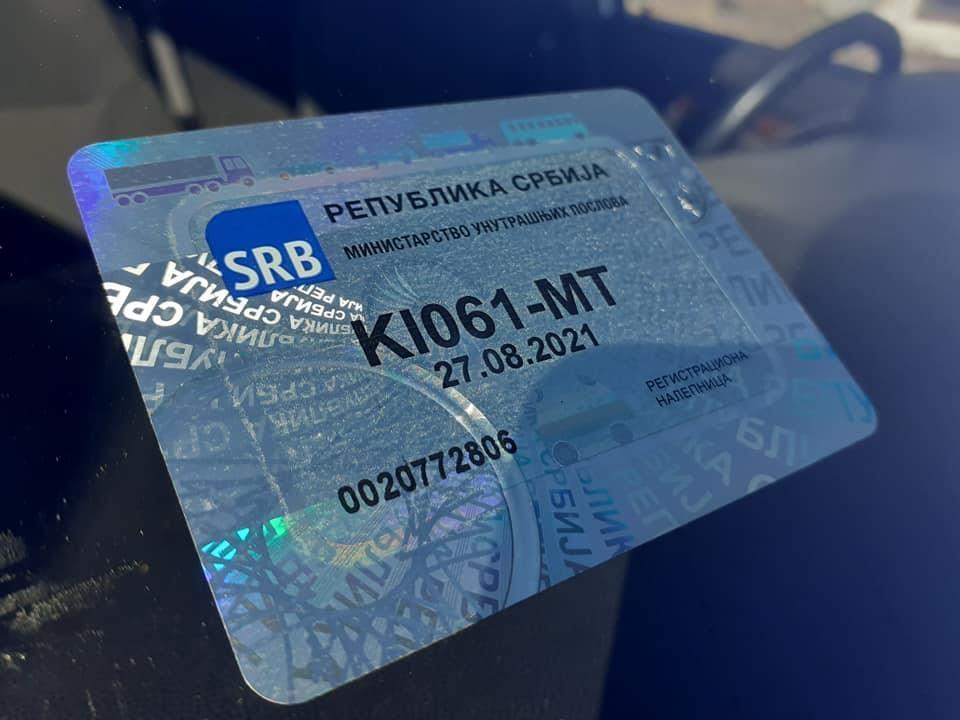 РЕПУБЛИКА СРБИЈА
SRB
МИНИСТАРСТВО УНУТРАШЊИХ ПОСЛОВА
KI061-MT
27.08.2021
РЕГИСТРАЦИОНА
НАЛЕПНИЦА
0020772806